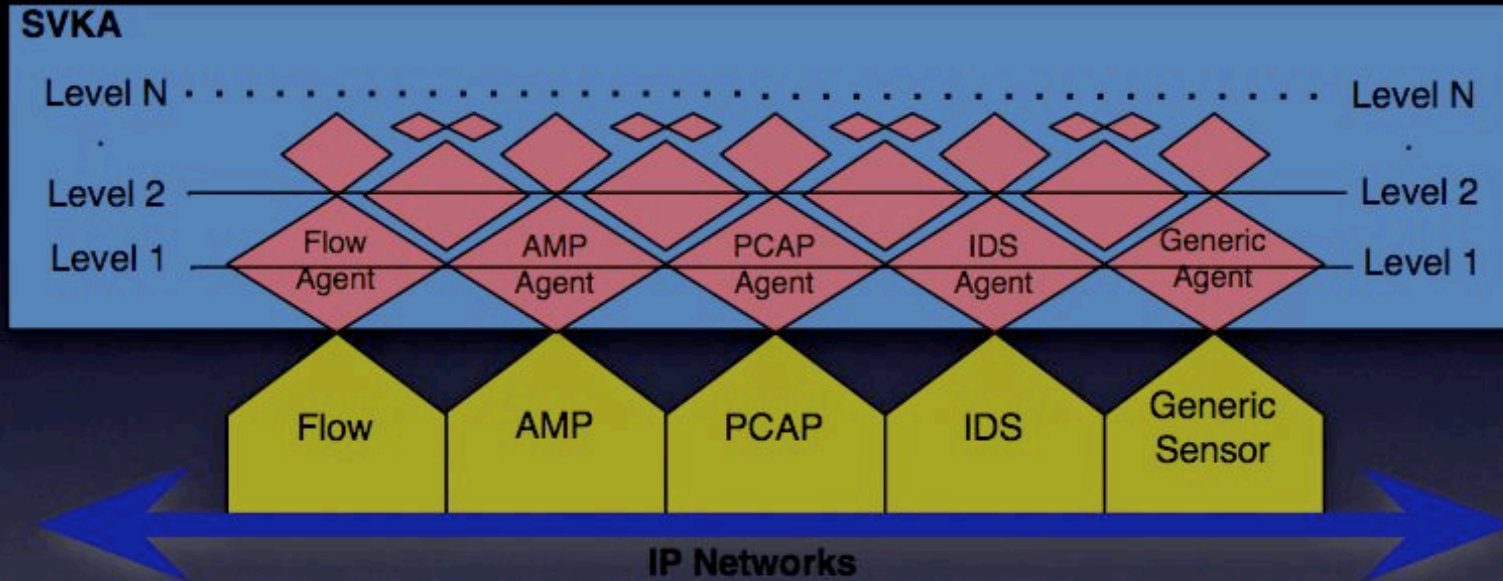 SVKA
Level N Level N
Level 2 Level 2
Level 1 Level 1
Flow
Agent
AMP
Agent
PCAP
Agent
IDS
Agent
Generic
Agent
Flow
AMP
PCAP
IDS
Generic
Sensor
IP Networks